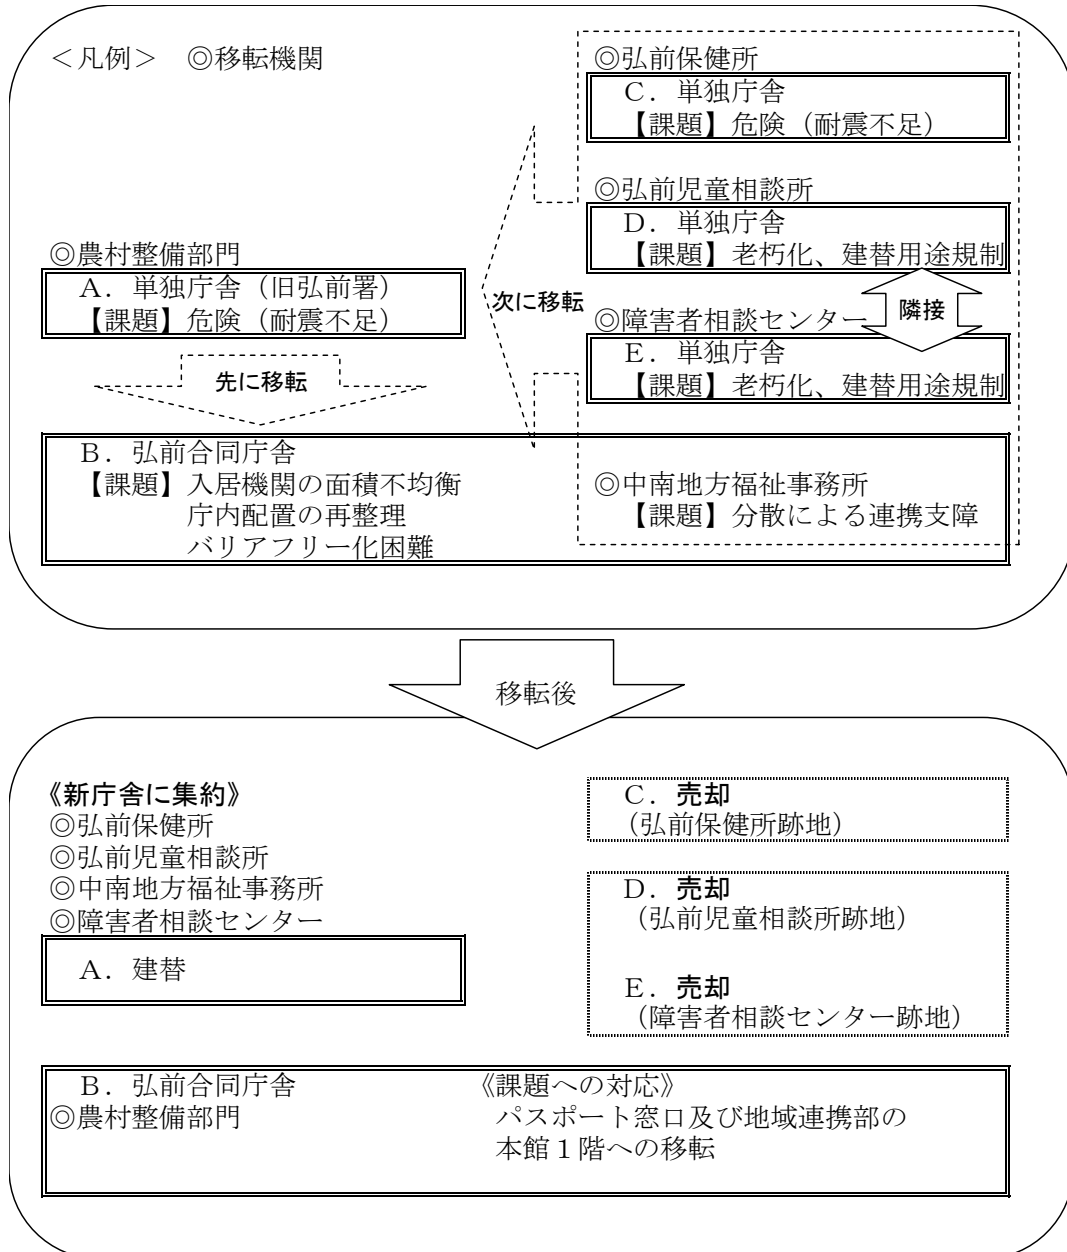 ＜凡例＞　◎移転機関
◎弘前保健所
Ｃ．単独庁舎
【課題】危険（耐震不足）
◎弘前児童相談所
Ｄ．単独庁舎
【課題】老朽化、建替用途規制
◎農村整備部門
Ａ．単独庁舎（旧弘前署）
【課題】危険（耐震不足）
次に移転
隣接
◎障害者相談センター
Ｅ．単独庁舎
【課題】老朽化、建替用途規制
先に移転
Ｂ．弘前合同庁舎
【課題】入居機関の面積不均衡
庁内配置の再整理
バリアフリー化困難
◎中南地方福祉事務所
【課題】分散による連携支障
移転後
《新庁舎に集約》
◎弘前保健所
◎弘前児童相談所
◎中南地方福祉事務所
◎障害者相談センター
Ａ．建替
Ｃ．売却
（弘前保健所跡地）
Ｄ．売却
（弘前児童相談所跡地）
Ｅ．売却
（障害者相談センター跡地）
Ｂ．弘前合同庁舎
◎農村整備部門
《課題への対応》
パスポート窓口及び地域連携部の
本館１階への移転